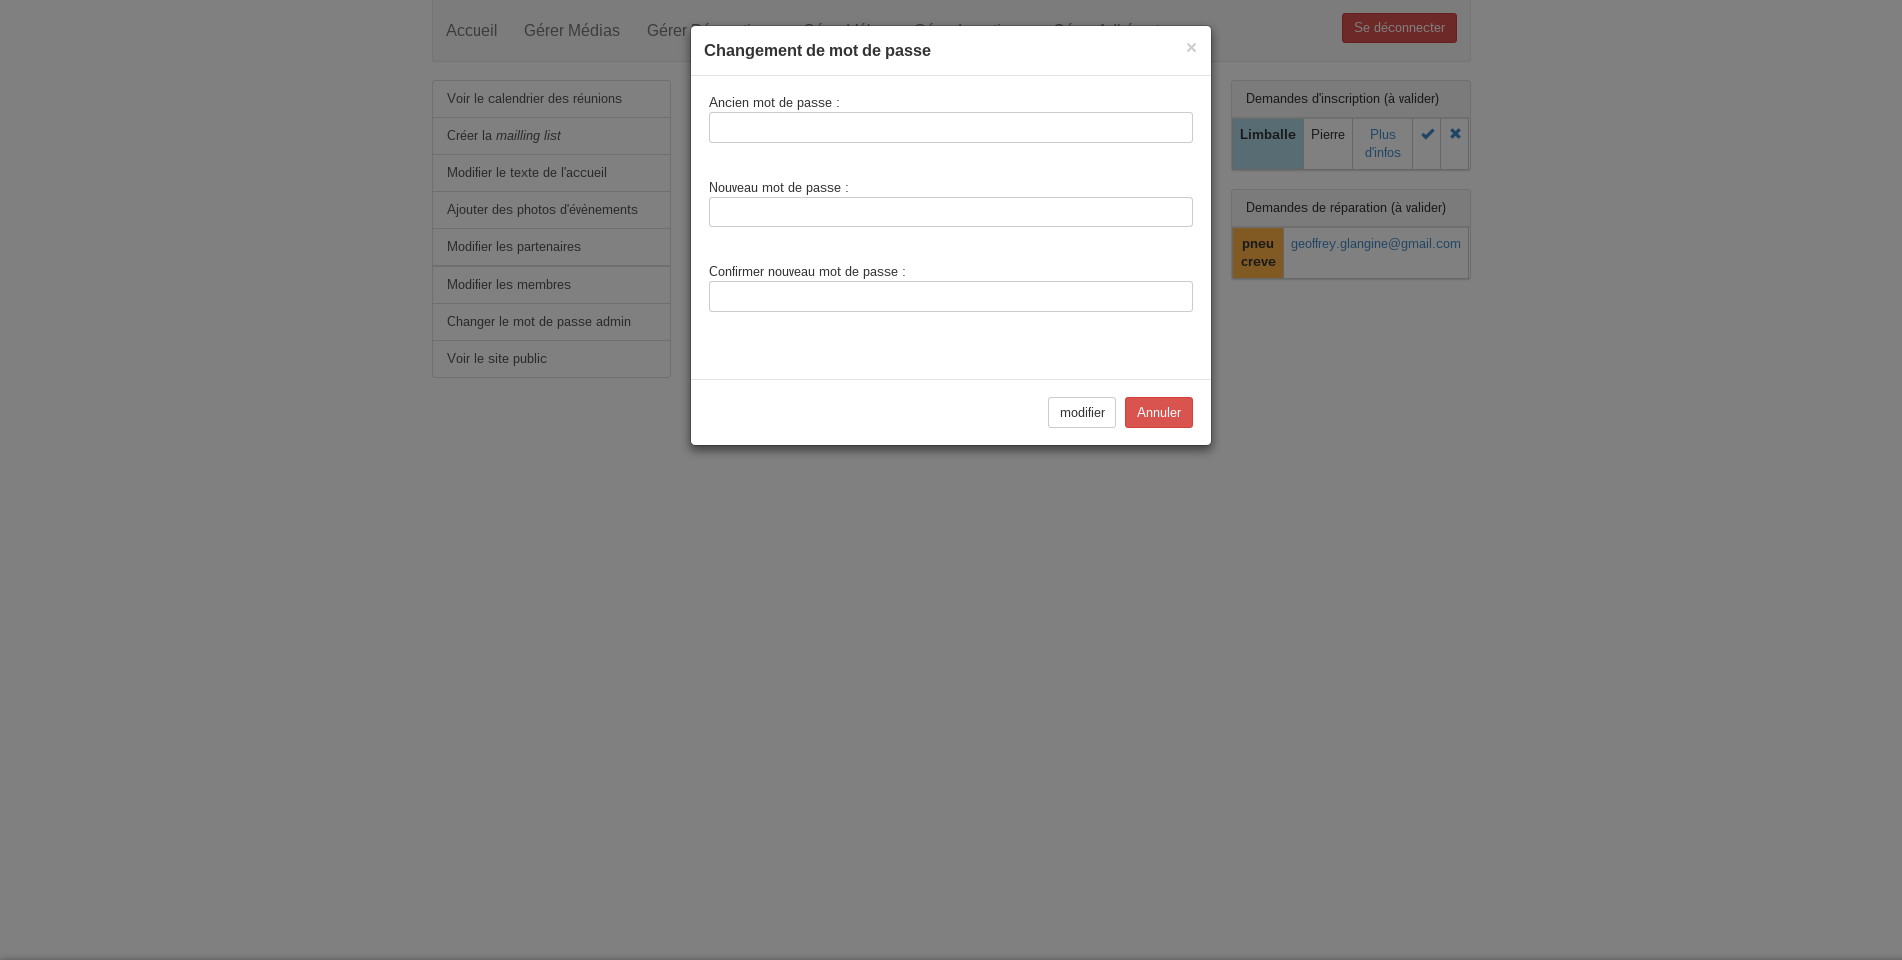 Accueil
Gérer Médias
Gérer
Se déconnecter
Changement de mot de passe
×
Ancien mot de passe :
Nouveau mot de passe :
Confirmer nouveau mot de passe :
modifier
Annuler
Voir le calendrier des réunions
Créer la mailling list
Modifier le texte de l'accueil
Ajouter des photos d'évènements
Modifier les partenaires
Modifier les membres
Changer le mot de passe admin
Voir le site public
Demandes d'inscription (à valider)
Limballe Pierre Plus
d'infos
Demandes de réparation (à valider)
pneu geoffrey.glangine@gmail.com
creve